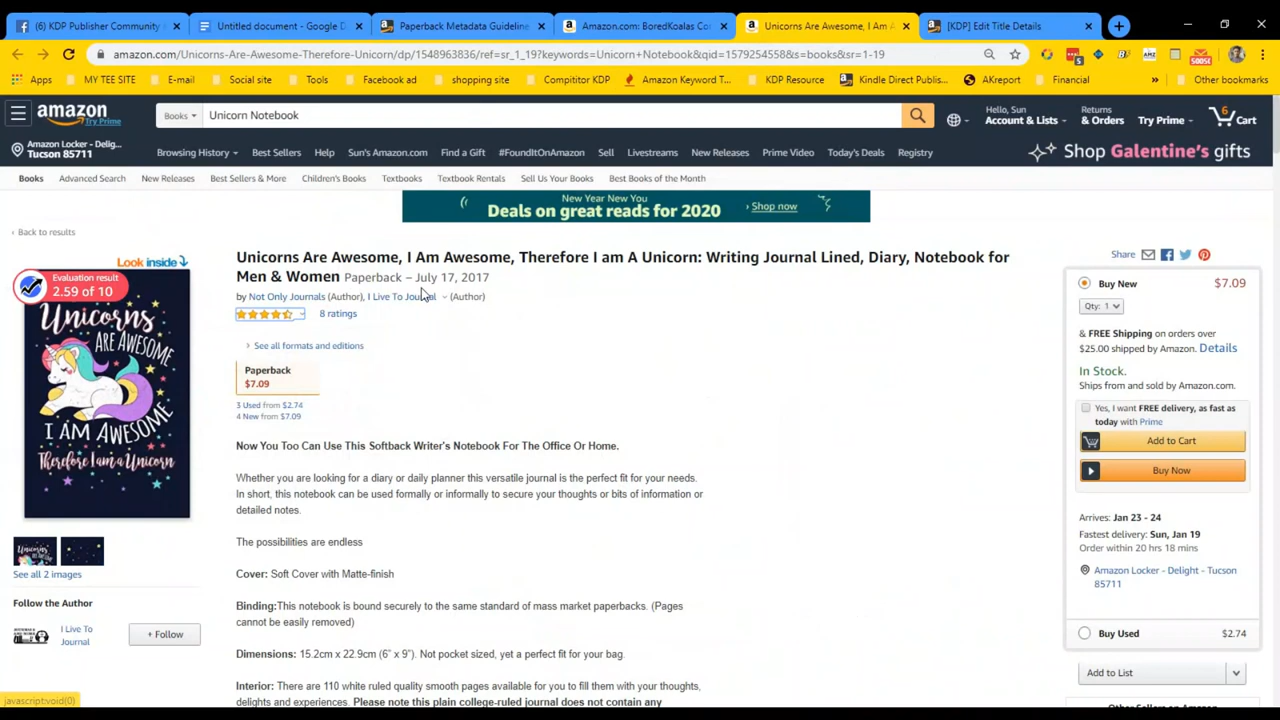 (6) KDP Publisher Community
Untitled document - Google D
Paperback Metadata Guideline
Amazon.com: BoredKoalas Co
Unicorns Are Awesome, I Am A
[KDP] Edit Title Details
amazon.com/Unicorns-Are-Awesome-Therefore-Unicorn/dp/1548963836/ref=sr_1_19?keywords=Unicorn+Notebook&qid=1579254558&s=books&sr=1-19
Apps MY TEE SITE E-mail Social site Tools Facebook ad shopping site Compititor KDP Amazon Keyword T... KDP Resource Kindle Direct Publis... AKreport Financial » Other bookmarks
amazon Try Prime
Books Unicorn Notebook
Hello, Sun
Account & Lists
Returns
& Orders
Try Prime
6
Cart
Amazon Locker - Delig...
Tucson 85711
Browsing History Best Sellers Help Sun's Amazon.com Find a Gift #FoundItOnAmazon Sell Livestreams New Releases Prime Video Today's Deals Registry
Shop Galentine's gifts
Books Advanced Search New Releases Best Sellers & More Children's Books Textbooks Textbook Rentals Sell Us Your Books Best Books of the Month
New Year New You
Deals on great reads for 2020
› Shop now
‹ Back to results
Look inside
Evaluation result
2.59 of 10
Unicorns
ARE AWESOME
I AM AWESOME
Therefore I am a Unicorn
See all 2 images
Follow the Author
I Live To
Journal
+ Follow
javascript:void(0)
Unicorns Are Awesome, I Am Awesome, Therefore I am A Unicorn: Writing Journal Lined, Diary, Notebook for
Men & Women Paperback – July 17, 2017
by Not Only Journals (Author), I Live To Journal (Author)
8 ratings
› See all formats and editions
Paperback
$7.09
3 Used from $2.74
4 New from $7.09
Now You Too Can Use This Softback Writer's Notebook For The Office Or Home.
Whether you are looking for a diary or daily planner this versatile journal is the perfect fit for your needs.
In short, this notebook can be used formally or informally to secure your thoughts or bits of information or
detailed notes.
The possibilities are endless
Cover: Soft Cover with Matte-finish
Binding:This notebook is bound securely to the same standard of mass market paperbacks. (Pages
cannot be easily removed)
Dimensions: 15.2cm x 22.9cm (6” x 9”). Not pocket sized, yet a perfect fit for your bag.
Interior: There are 110 white ruled quality smooth pages available for you to fill them with your thoughts,
delights and experiences. Please note this plain college-ruled journal does not contain any
Share
Buy New $7.09
Qty: 1
& FREE Shipping on orders over
$25.00 shipped by Amazon. Details
In Stock.
Ships from and sold by Amazon.com.
Yes, I want FREE delivery, as fast as
today with Prime
Add to Cart
Buy Now
Arrives: Jan 23 - 24
Fastest delivery: Sun, Jan 19
Order within 20 hrs 18 mins
Amazon Locker - Delight - Tucson
85711
Buy Used $2.74
Add to List
Other Sellers on Amazon